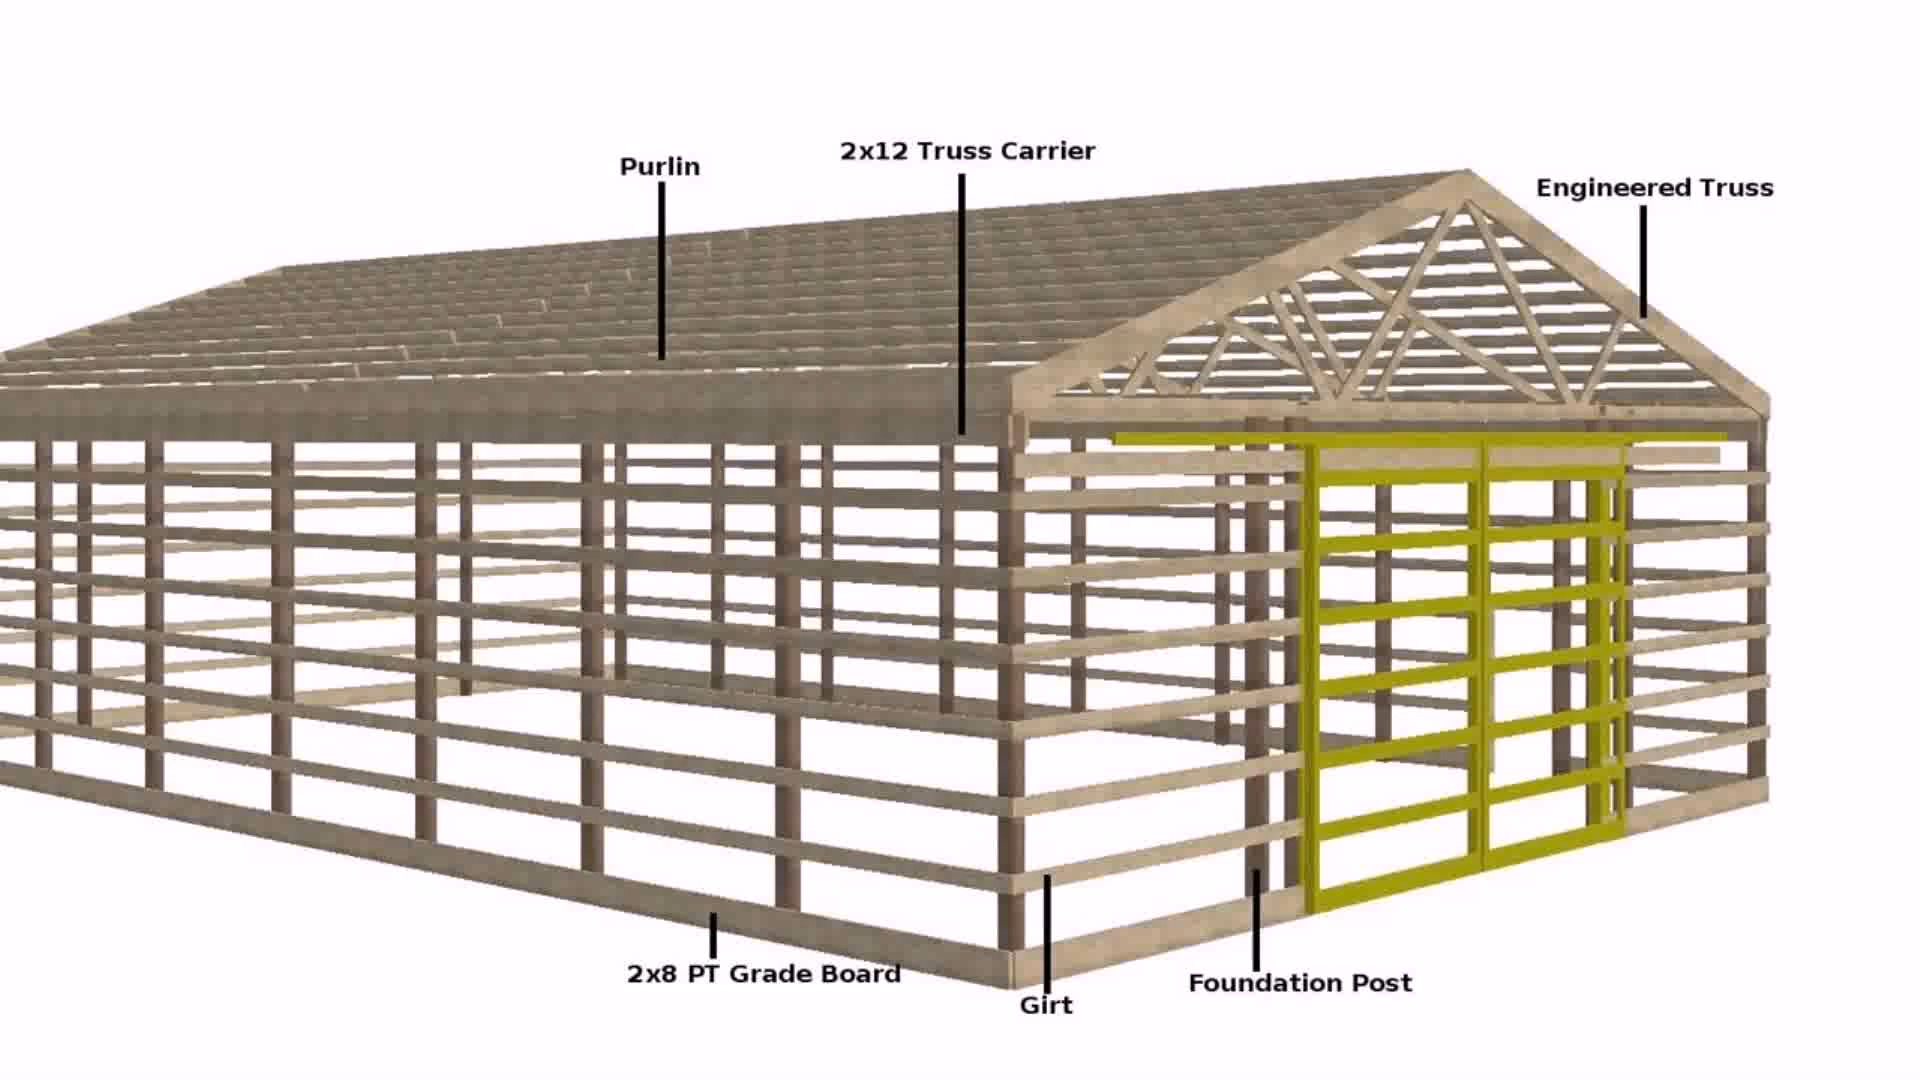 2x12 Truss Carrier
Purlin
Engineered Truss
2x8 PT Grade Board
Foundation Post
Girt